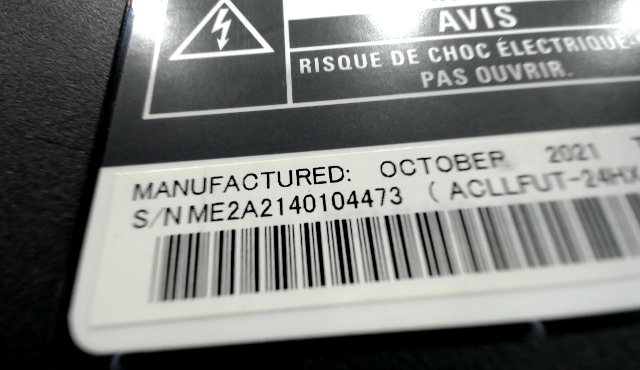 AVIS
RISQUE DE CHOC ÉLECTRIQUE-
PAS OUVRIR.
MANUFACTURED: OCTOBER 2021
S/N ME2A2140104473 ( ACLLFUT-24HX